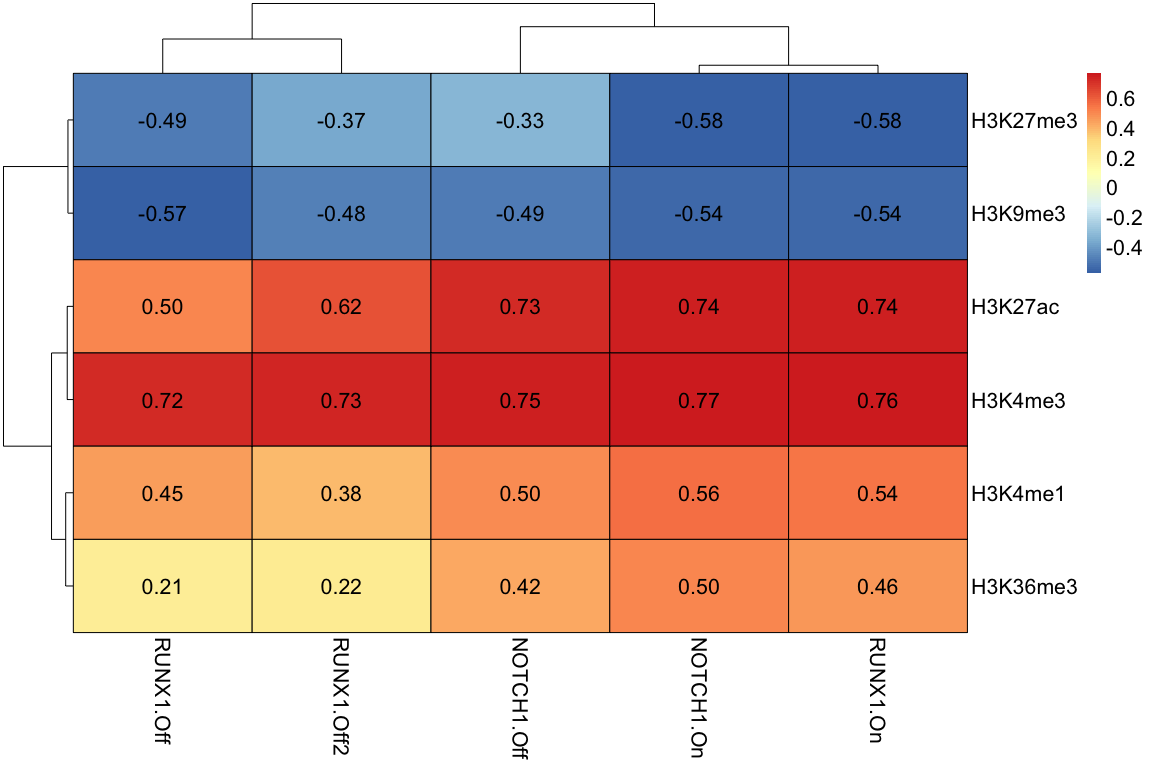 -0.49 -0.37 -0.33 -0.58 -0.58 H3K27me3
-0.57 -0.48 -0.49 -0.54 -0.54 H3K9me3
0.50 0.62 0.73 0.74 0.74 H3K27ac
0.72 0.73 0.75 0.77 0.76 H3K4me3
0.45 0.38 0.50 0.56 0.54 H3K4me1
0.21 0.22 0.42 0.50 0.46 H3K36me3
RUNX1.Off
RUNX1.Off2
NOTCH1.Off
NOTCH1.On
RUNX1.On
0.6
0.4
0.2
0
-0.2
-0.4